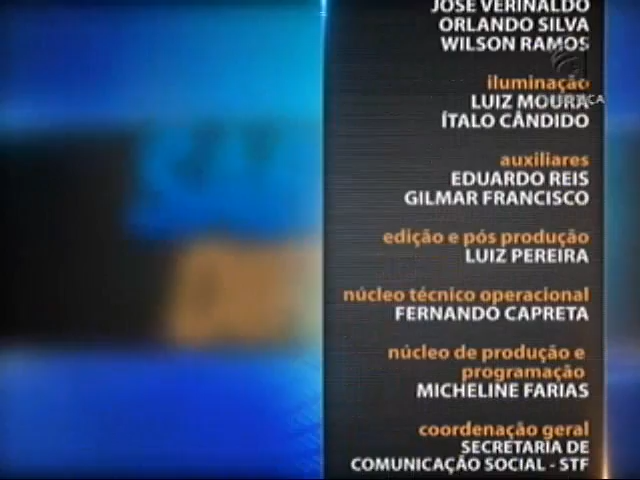 JOSÉ VERINALDO
ORLANDO SILVA
WILSON RAMOS
iluminação
LUIZ MOURA
ÍTALO CÂNDIDO
auxiliares
EDUARDO REIS
GILMAR FRANCISCO
edição e pós produção
LUIZ PEREIRA
núcleo técnico operacional
FERNANDO CAPRETA
núcleo de produção e
programação
MICHELINE FARIAS
coordenação geral
SECRETARIA DE
COMUNICAÇÃO SOCIAL - STF